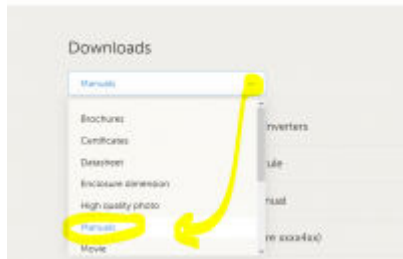 Downloads
Manuals
Brochures
Certificates
Datasheet
Enclosure dimension
High quality photo
Manuals
Movie
nverters
ule
nual